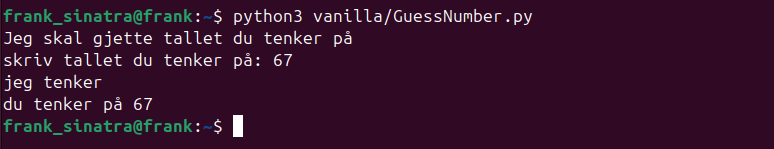 frank_sinatra@frank:~$ python3 vanilla/GuessNumber.py
Jeg skal gjette tallet du tenker på
skriv tallet du tenker på: 67
jeg tenker
du tenker på 67
frank_sinatra@frank:~$